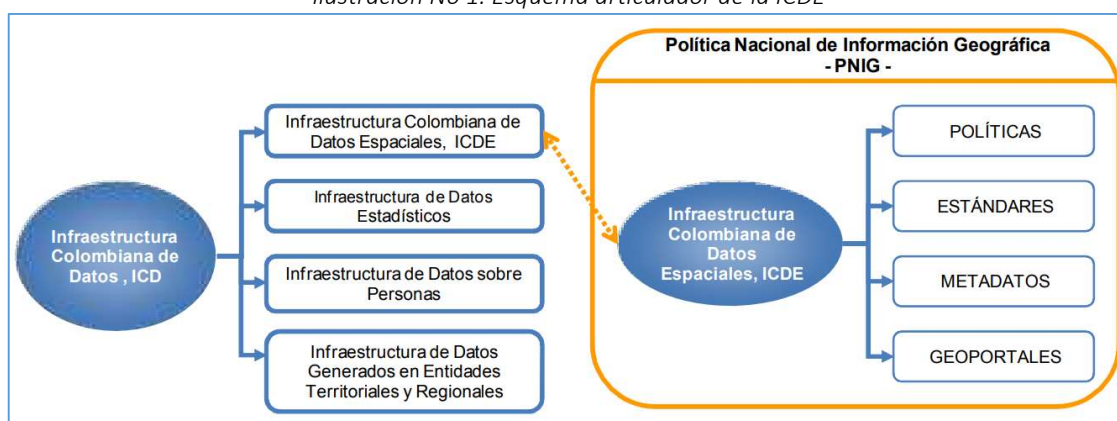 Ilustración No 1. Esquema articulador de la ICDE
Política Nacional de Información Geográfica
- PNIG -
Infraestructura
Colombiana de
Datos , ICD
Infraestructura Colombiana de
Datos Espaciales, ICDE
Infraestructura de Datos
Estadísticos
Infraestructura de Datos sobre
Personas
Infraestructura de Datos
Generados en Entidades
Territoriales y Regionales
Infraestructura
Colombiana de
Datos
Espaciales, ICDE
POLÍTICAS
ESTÁNDARES
METADATOS
GEOPORTALES